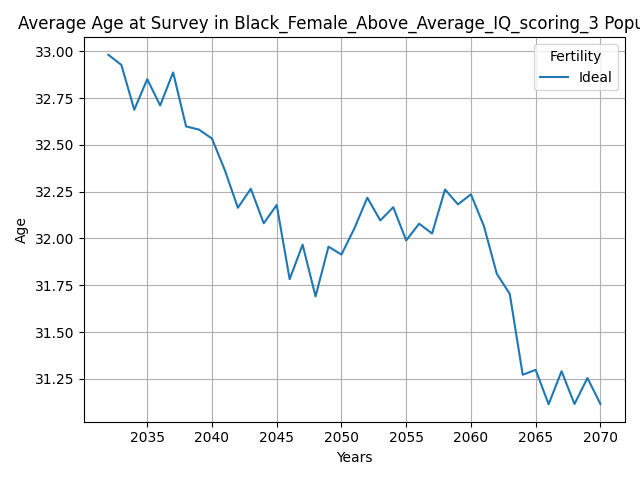 Average Age at Survey in Black_Female_Above_Average_IQ_scoring_3 Popu
Fertility
Ideal
33.00
32.75
32.50
32.25
32.00
31.75
31.50
31.25
Age
2035 2040 2045 2050 2055 2060 2065 2070
Years